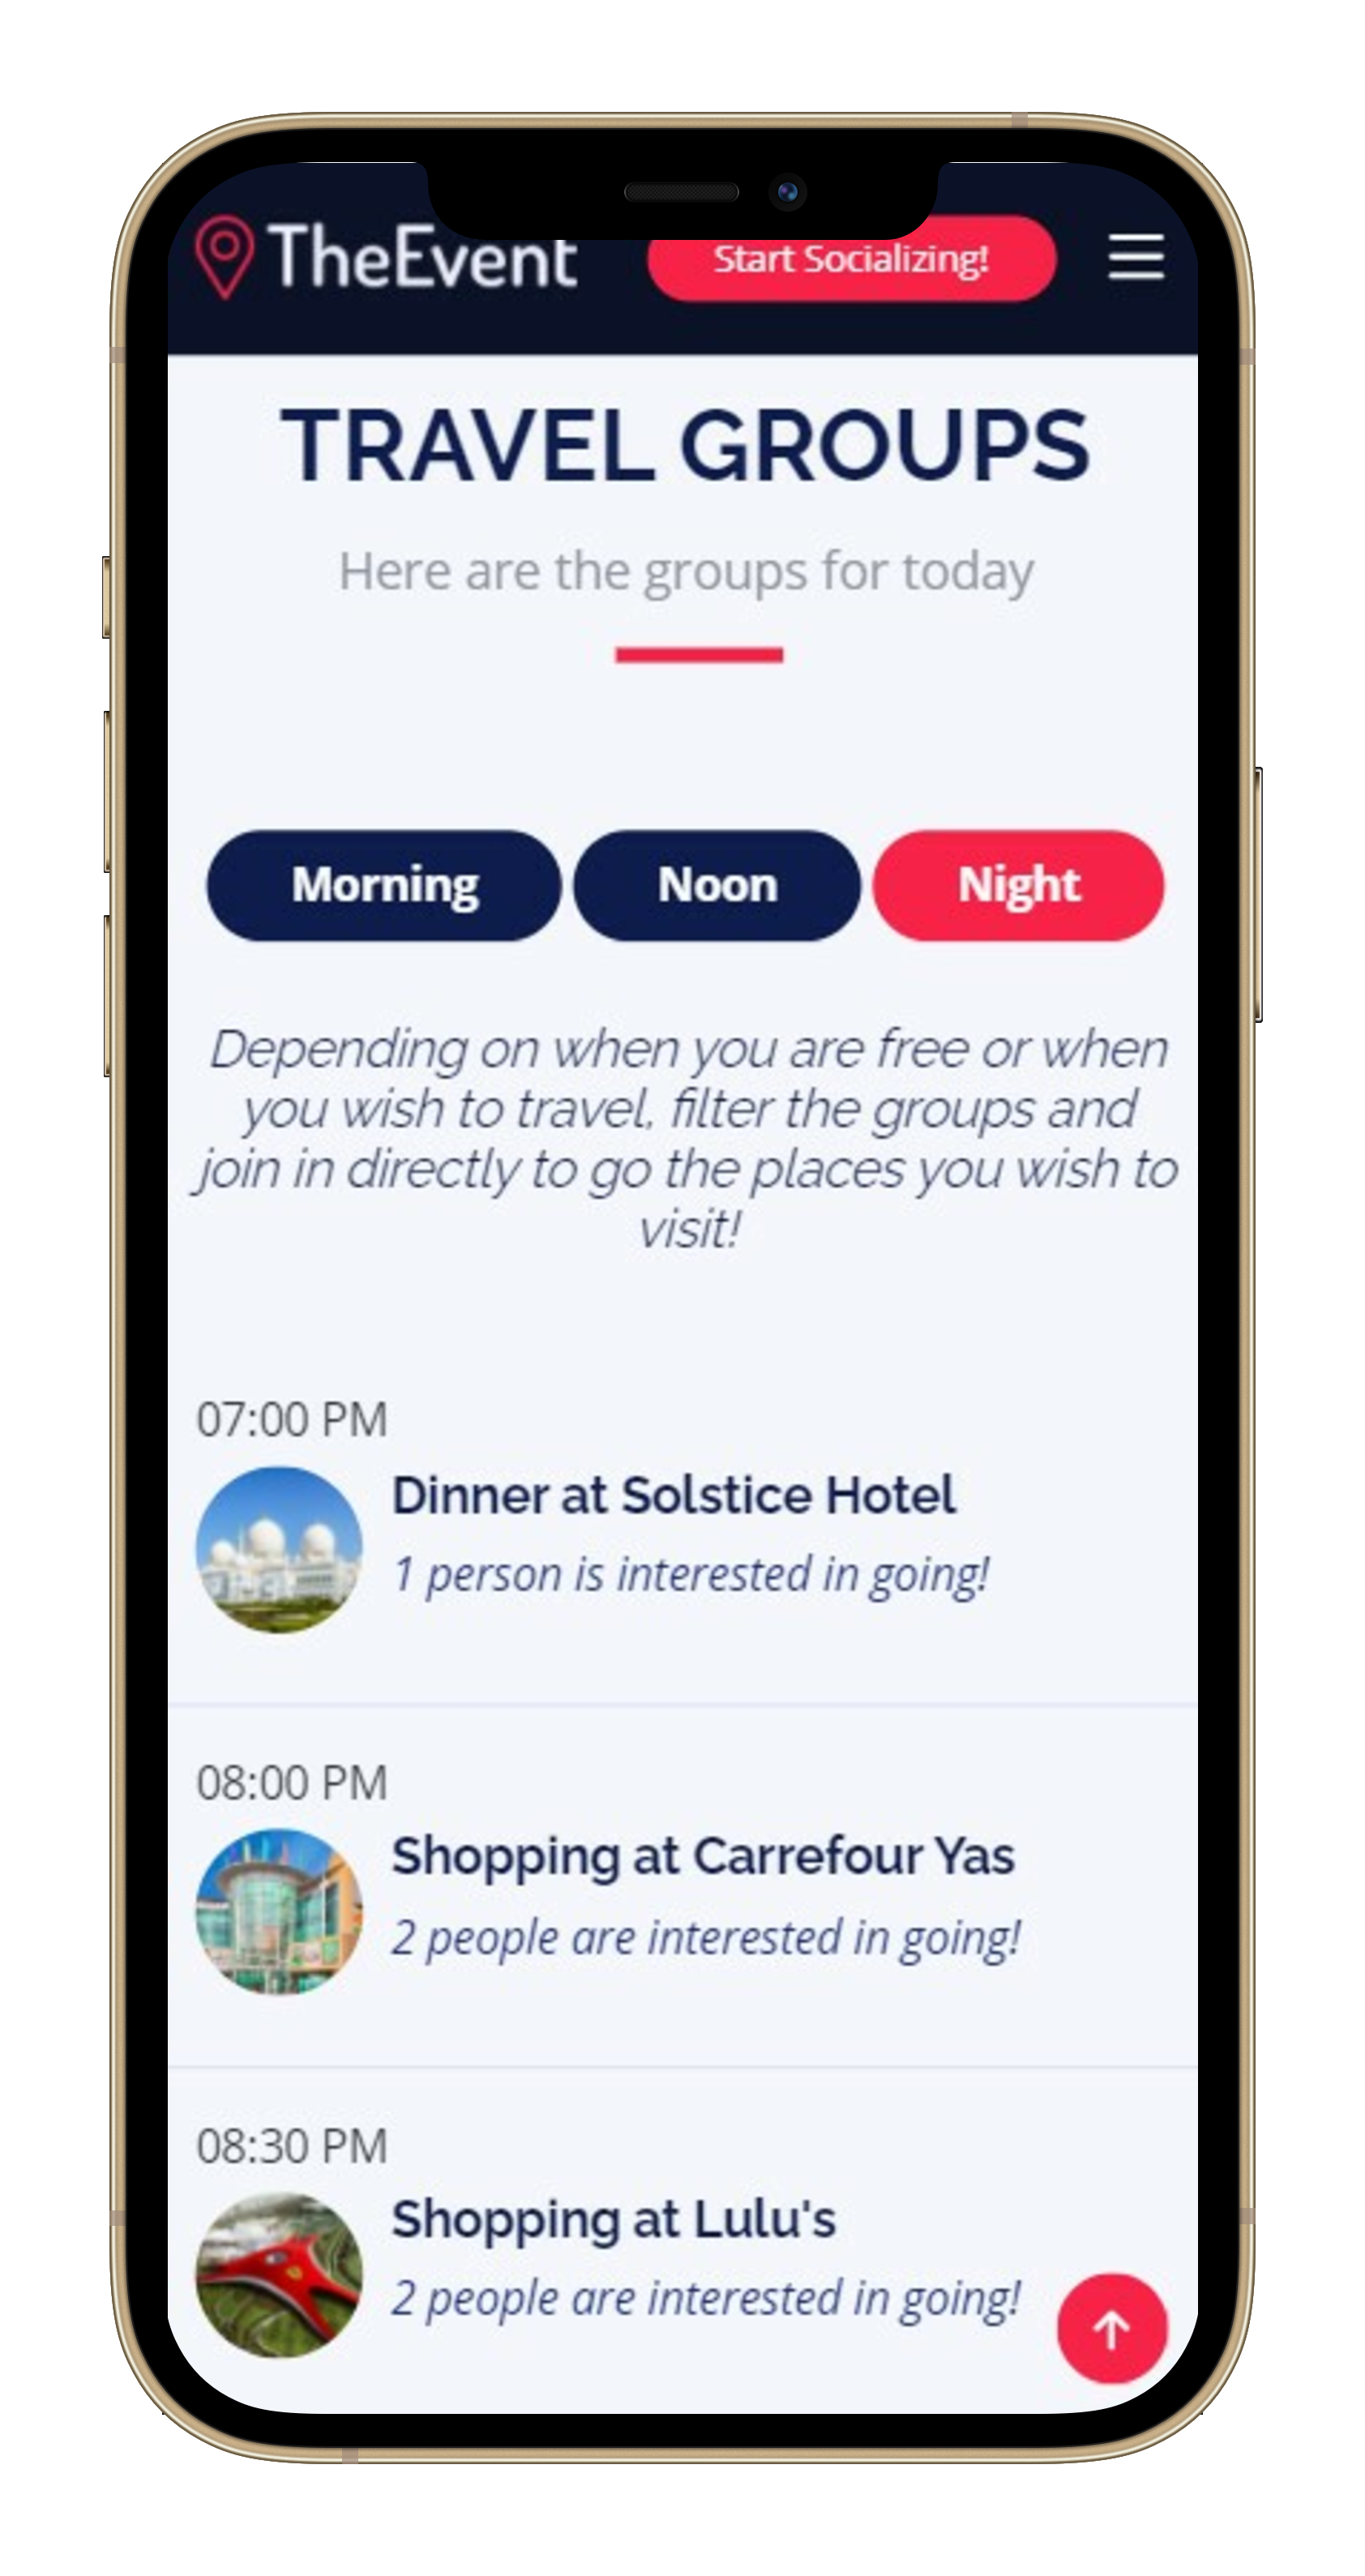 TheEvent
Start Socializing!
TRAVEL GROUPS
Here are the groups for today
Morning
Noon
Night
Depending on when you are free or when
you wish to travel, filter the groups and
join in directly to go the places you wish to
visit!
07:00 PM
Dinner at Solstice Hotel
1 person is interested in going!
08:00 PM
Shopping at Carrefour Yas
2 people are interested in going!
08:30 PM
Shopping at Lulu's
2 people are interested in going!